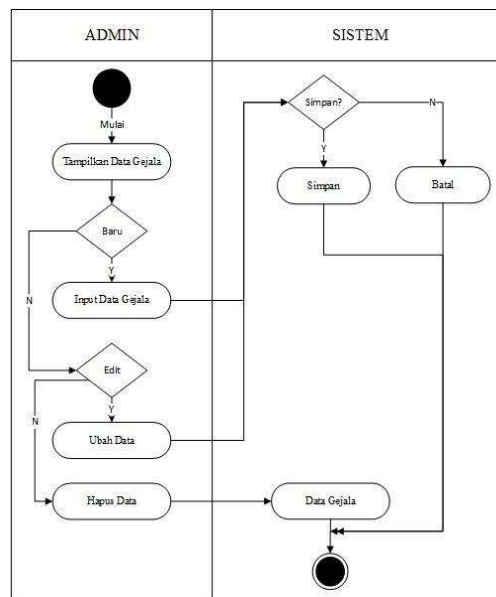 ADMIN
SISTEM
Mulai
Tampilkan Data Gejala
Baru
Y
N
Input Data Gejala
Edit
Y
N
Ubah Data
Hapus Data
Simpan?
N
Y
Simpan
Batal
Data Gejala